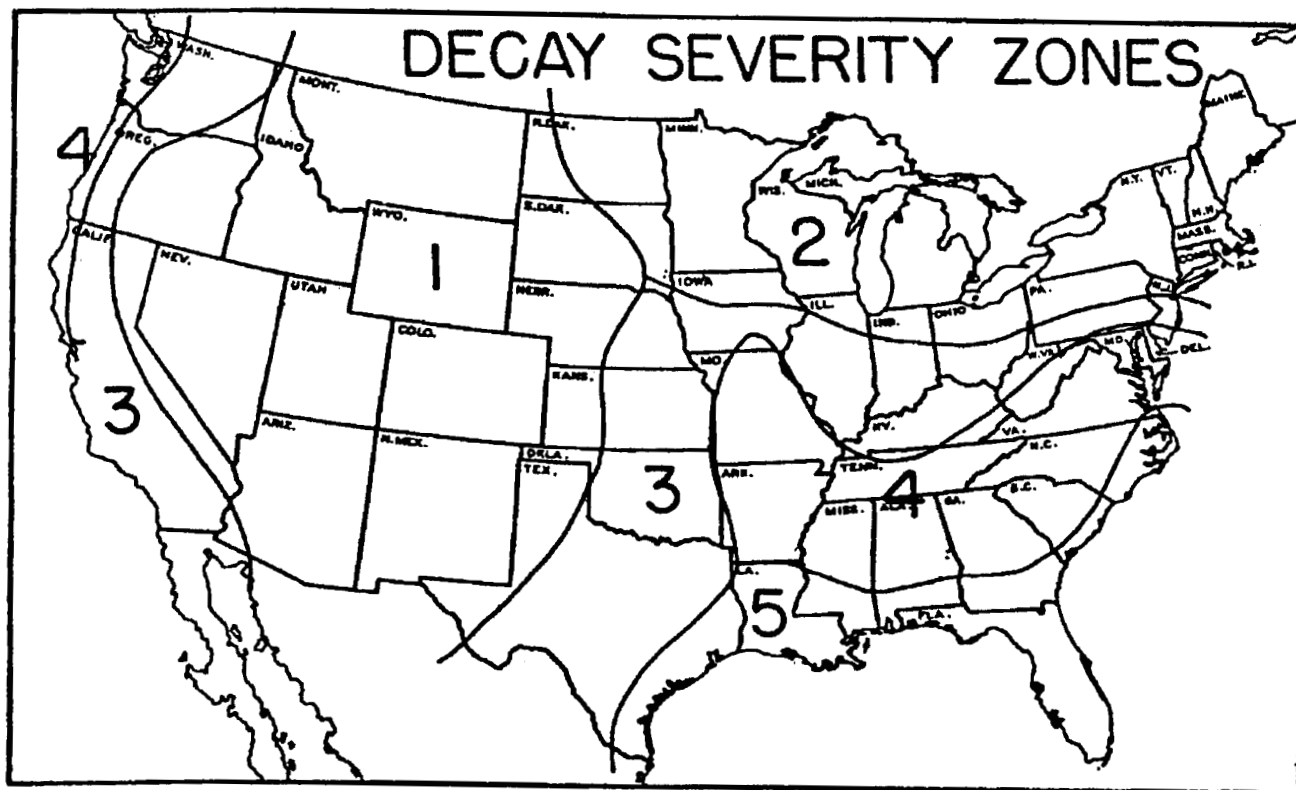 DECAY SEVERITY ZONES
WASH.
MONT.
N.DAK.
MINN.
MAINE
4
OREG.
IDAHO
WIS.
MICH.
N.Y.
VT.
N.H.
WYO.
S.DAK.
2
MASS.
CONN.
R.I.
CALIF.
NEV.
1
UTAH
NEBR.
IOWA
ILL.
IND.
OHIO
PA.
N.J.
COLO.
MO.
W.VA.
MD.
DEL.
KANS.
3
ARIZ.
N.MEX.
OKLA.
TEX.
3
ARK.
KY.
VA.
N.C.
TENN.
4
MISS.
ALA.
GA.
S.C.
LA.
5
FLA.